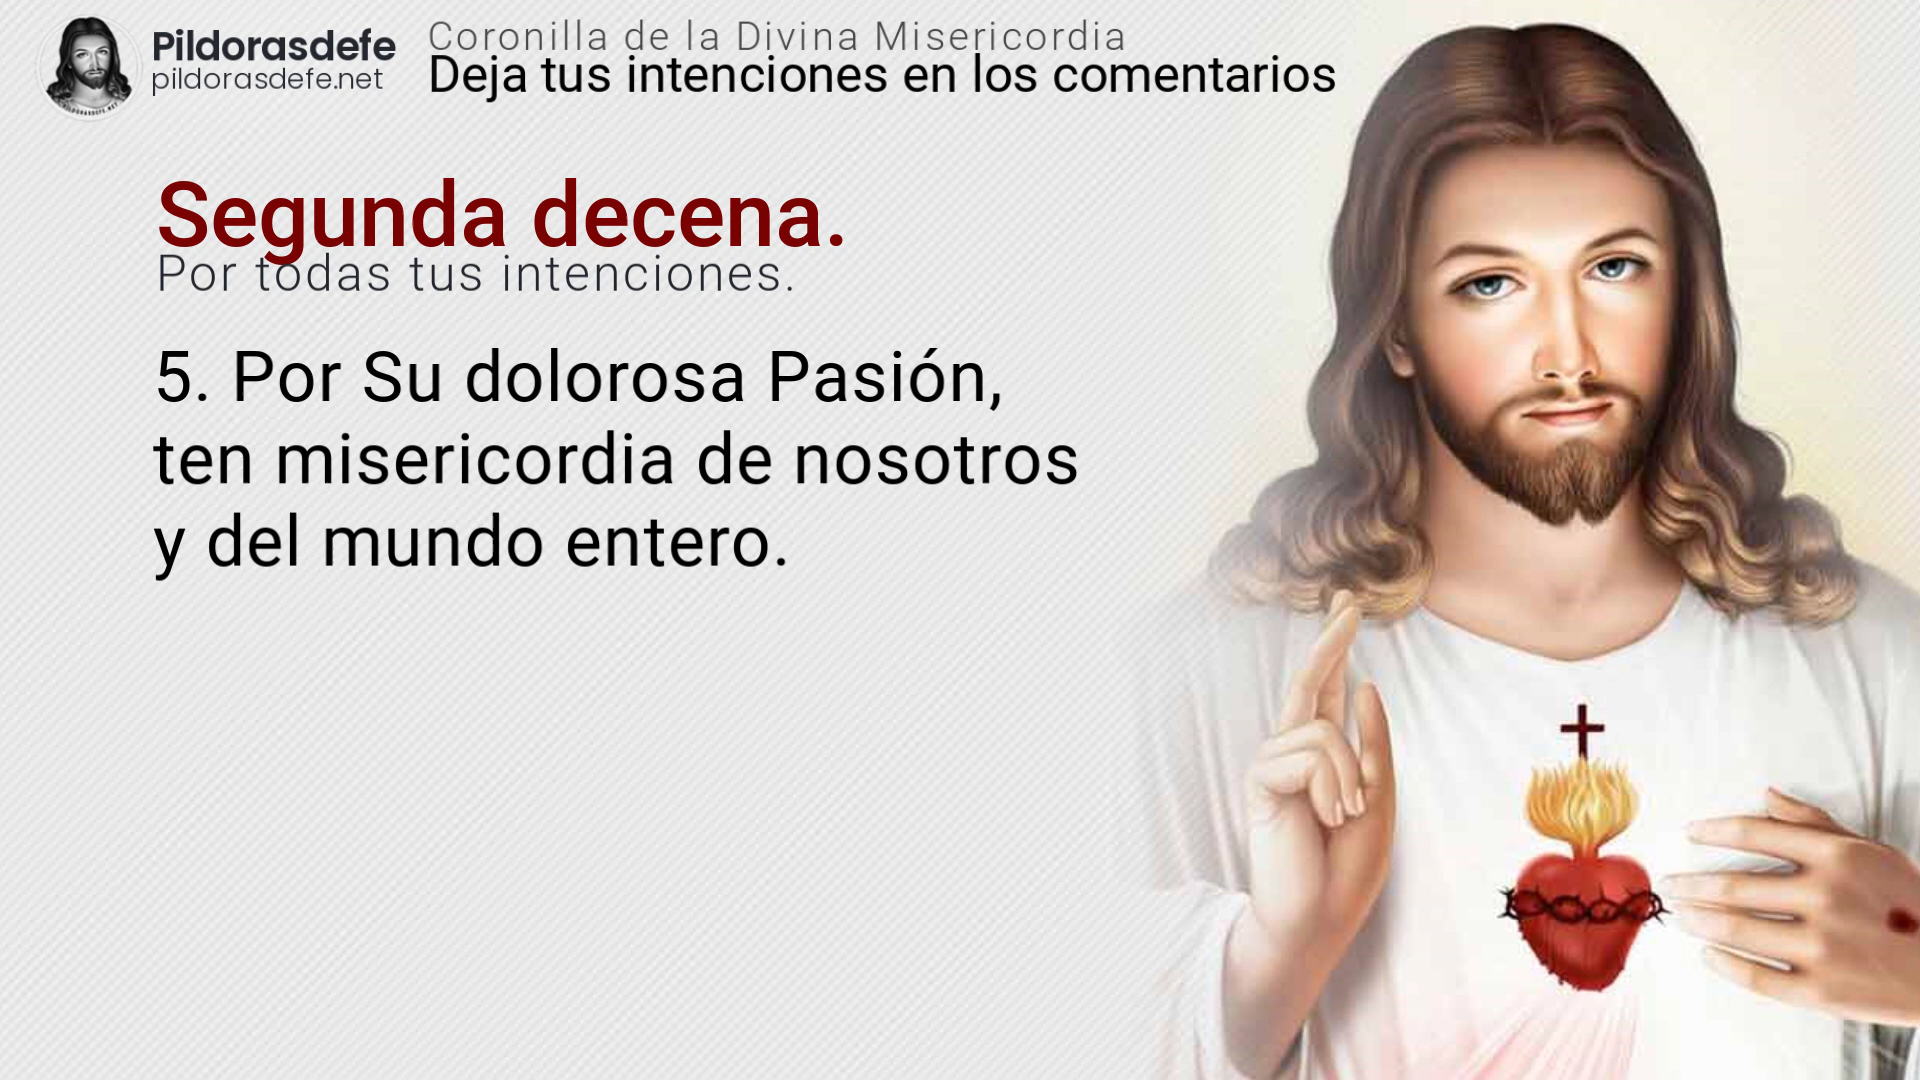 Pildorasdefe
pildorasdefe.net
Coronilla de la Divina Misericordia
Deja tus intenciones en los comentarios
Segunda decena.
Por todas tus intenciones.
5. Por Su dolorosa Pasión,
ten misericordia de nosotros
y del mundo entero.